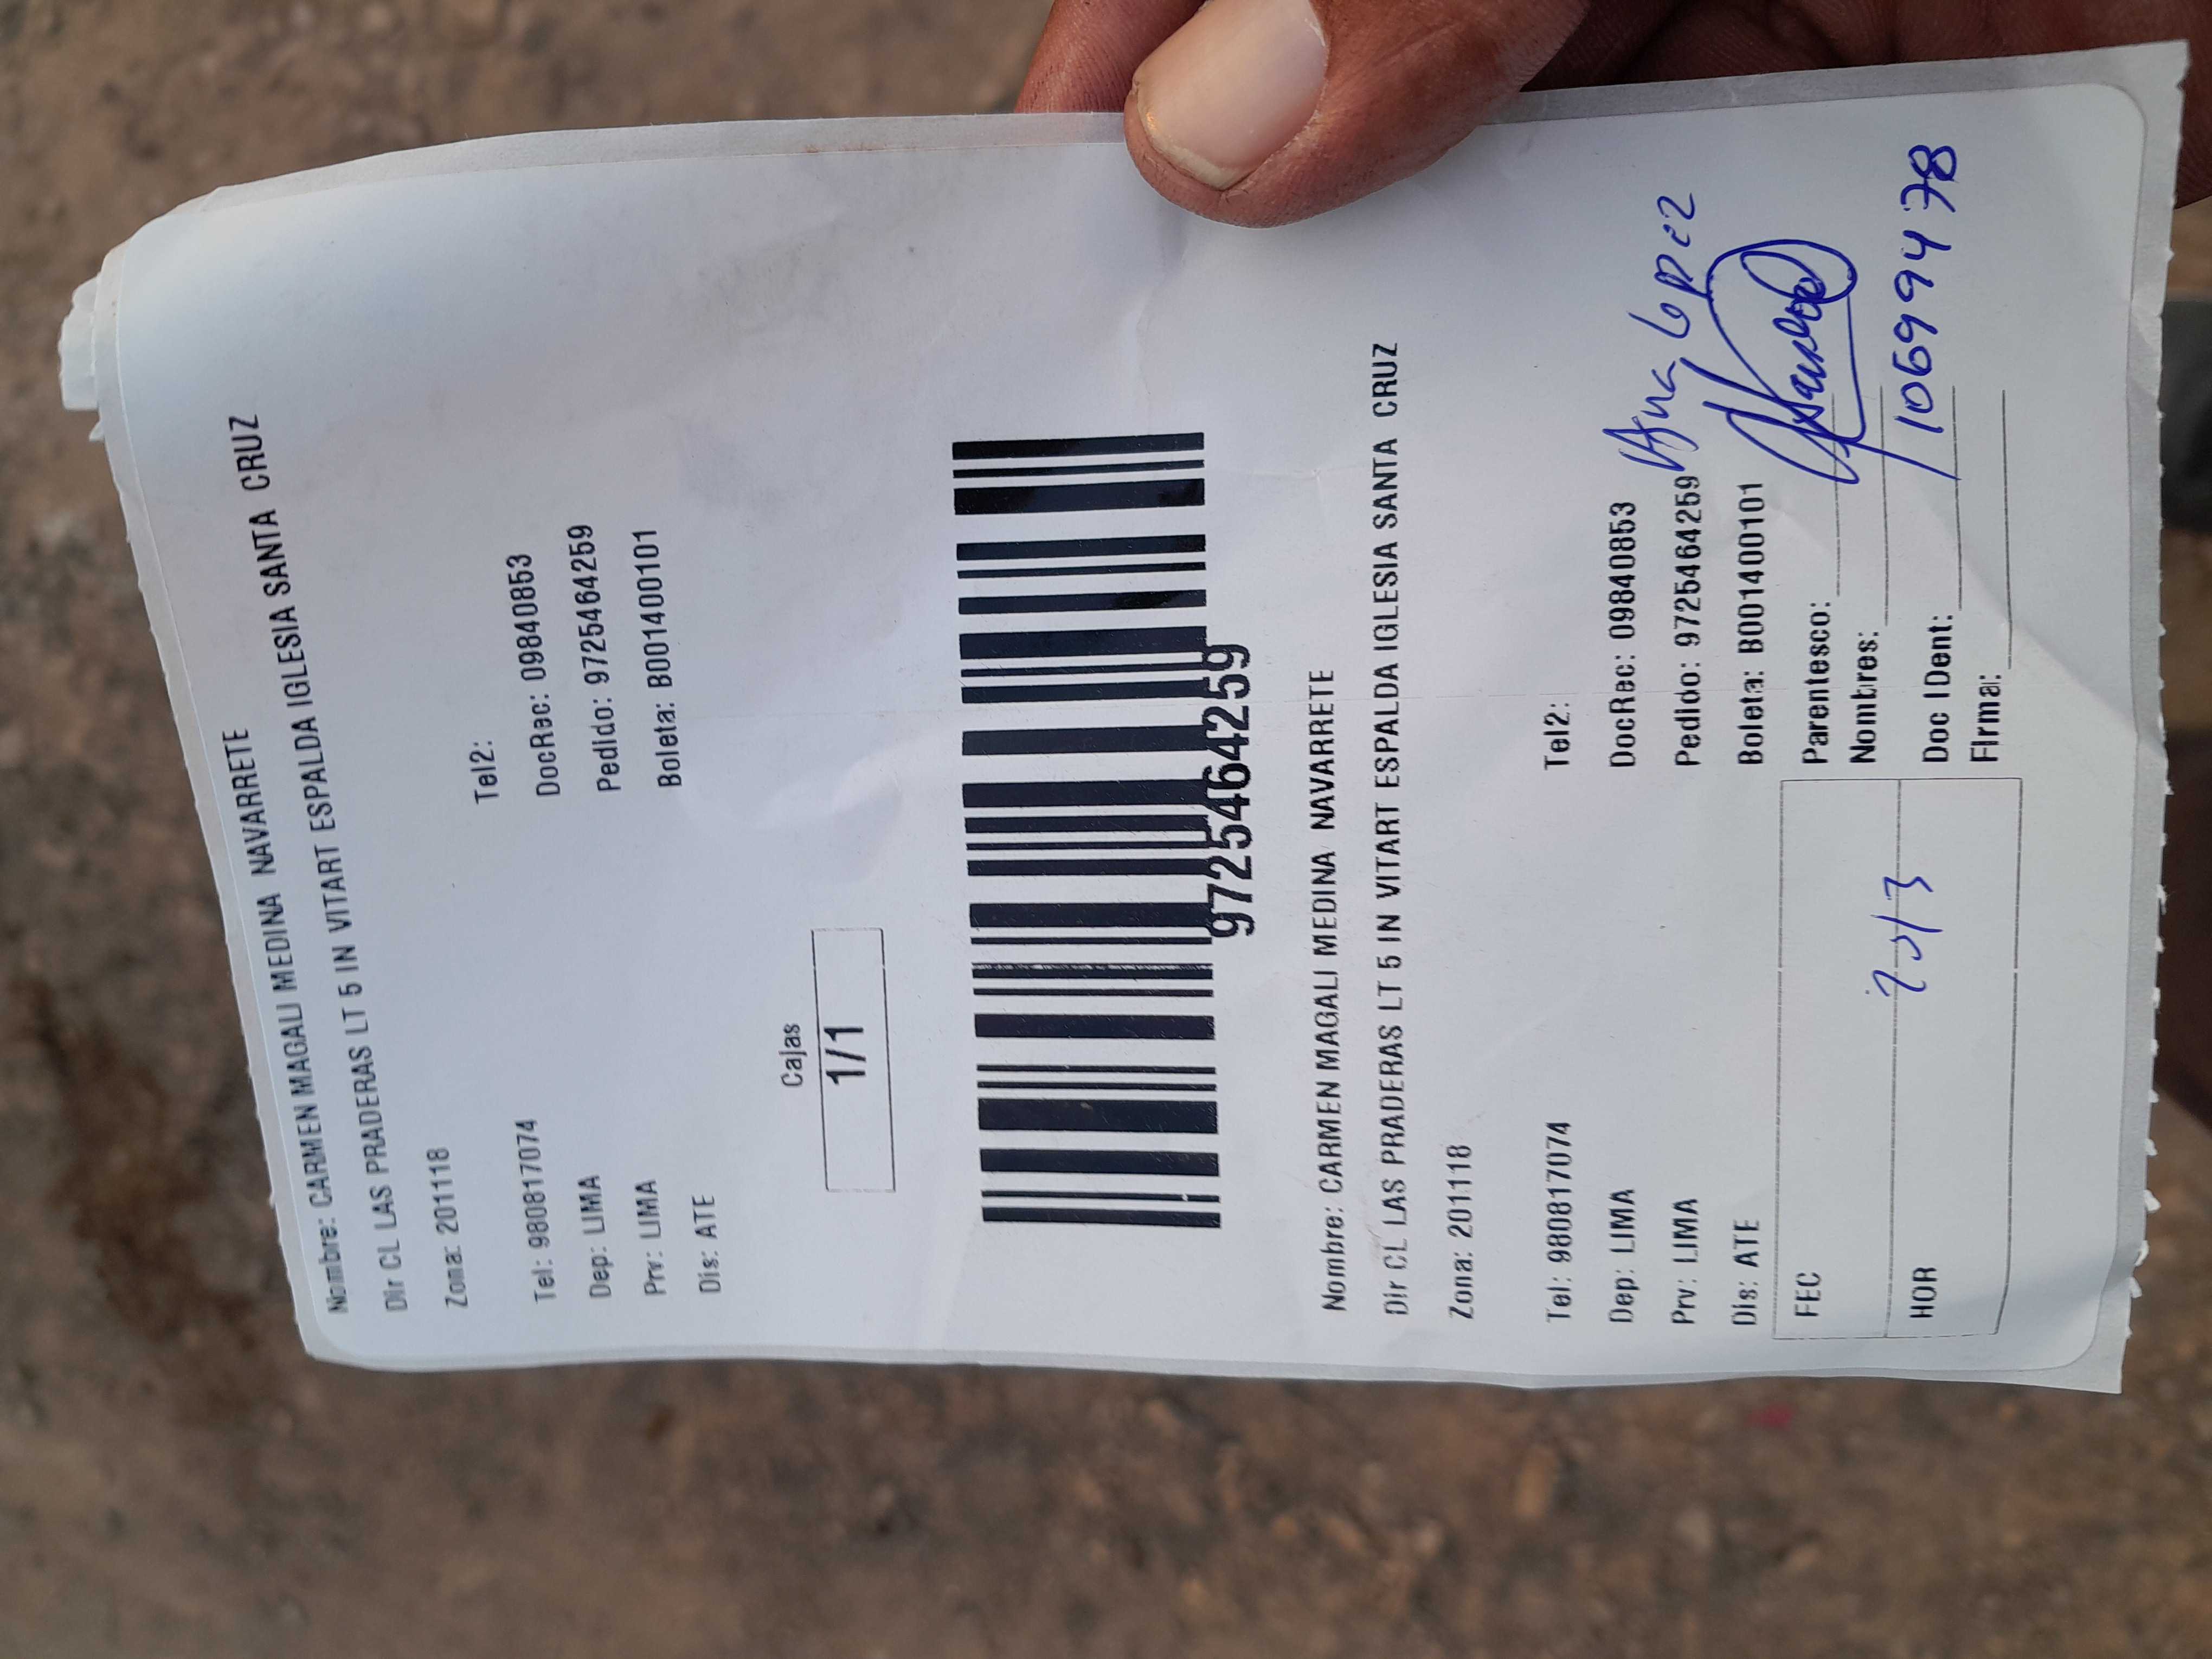 Nombre: CARMEN MAGALI MEDINA NAVARRETE
Dir CL LAS PRADERAS LT 5 IN VITART ESPALDA IGLESIA SANTA CRUZ
Zona: 201118
Tel: 980817074 Tel2:
Dep: LIMA DocRec: 09840853
Prv: LIMA Pedido: 97254642​59
Dis: ATE Boleta: B001400101
Cajas
1/1
9725464259
Nombre: CARMEN MAGALI MEDINA NAVARRETE
Dir CL LAS PRADERAS LT 5 IN VITART ESPALDA IGLESIA SANTA CRUZ
Zona: 201118
Tel: 980817074 Tel2:
Dep: LIMA DocRec: 09840853
Prv: LIMA Pedido: 9725464259 Ana Lopez
Dis: ATE Boleta: B001400101
FEC Parentesco:
Nombres:
HOR Doc IDent: 10699478
Firma: